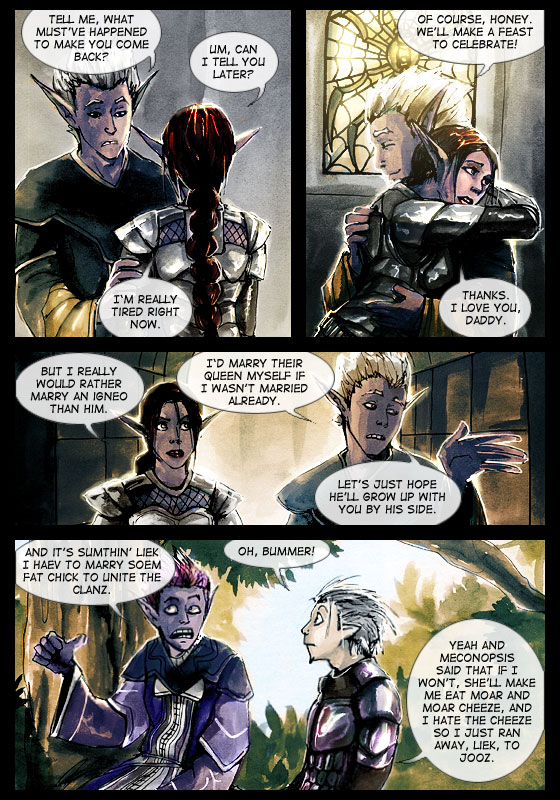 TELL ME, WHAT
MUST'VE HAPPENED
TO MAKE YOU COME
BACK?
UM, CAN
I TELL YOU
LATER?
I'M REALLY
TIRED RIGHT
NOW.
OF COURSE, HONEY.
WE'LL MAKE A FEAST
TO CELEBRATE!
THANKS.
I LOVE YOU,
DADDY.
BUT I REALLY
WOULD RATHER
MARRY AN IGNEO
THAN HIM.
I'D MARRY THEIR
QUEEN MYSELF IF
I WASN'T MARRIED
ALREADY.
LET'S JUST HOPE
HE'LL GROW UP WITH
YOU BY HIS SIDE.
AND IT'S SUMTHIN' LIEK
I HAEV TO MARRY SOEM
FAT CHICK TO UNITE THE
CLANZ.
OH, BUMMER!
YEAH AND
MECONOPSIS
SAID THAT IF I
WON'T, SHE'LL MAKE
ME EAT MOAR AND
MOAR CHEEZE, AND
I HATE THE CHEEZE
SO I JUST RAN
AWAY, LIEK, TO
JOOZ.